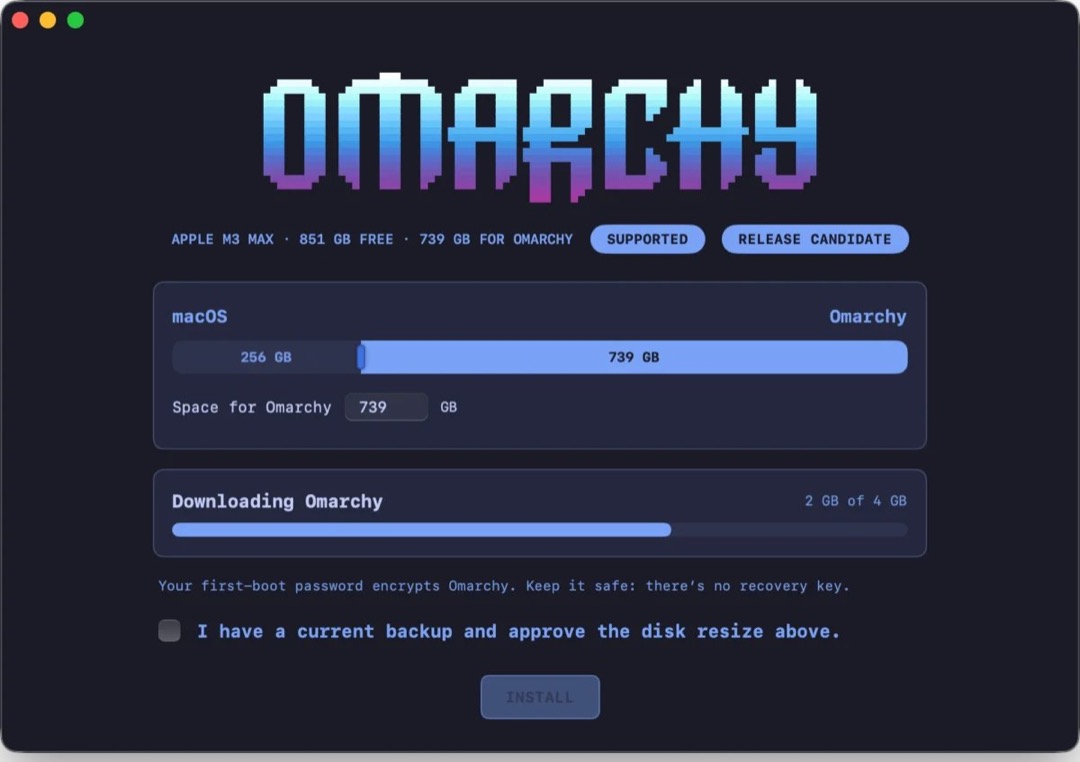 OMARCHY
APPLE M3 MAX · 851 GB FREE · 739 GB FOR OMARCHY SUPPORTED RELEASE CANDIDATE
macOS Omarchy
256 GB 739 GB
Space for Omarchy 739 GB
Downloading Omarchy 2 GB of 4 GB
Your first-boot password encrypts Omarchy. Keep it safe: there’s no recovery key.
I have a current backup and approve the disk resize above.
INSTALL